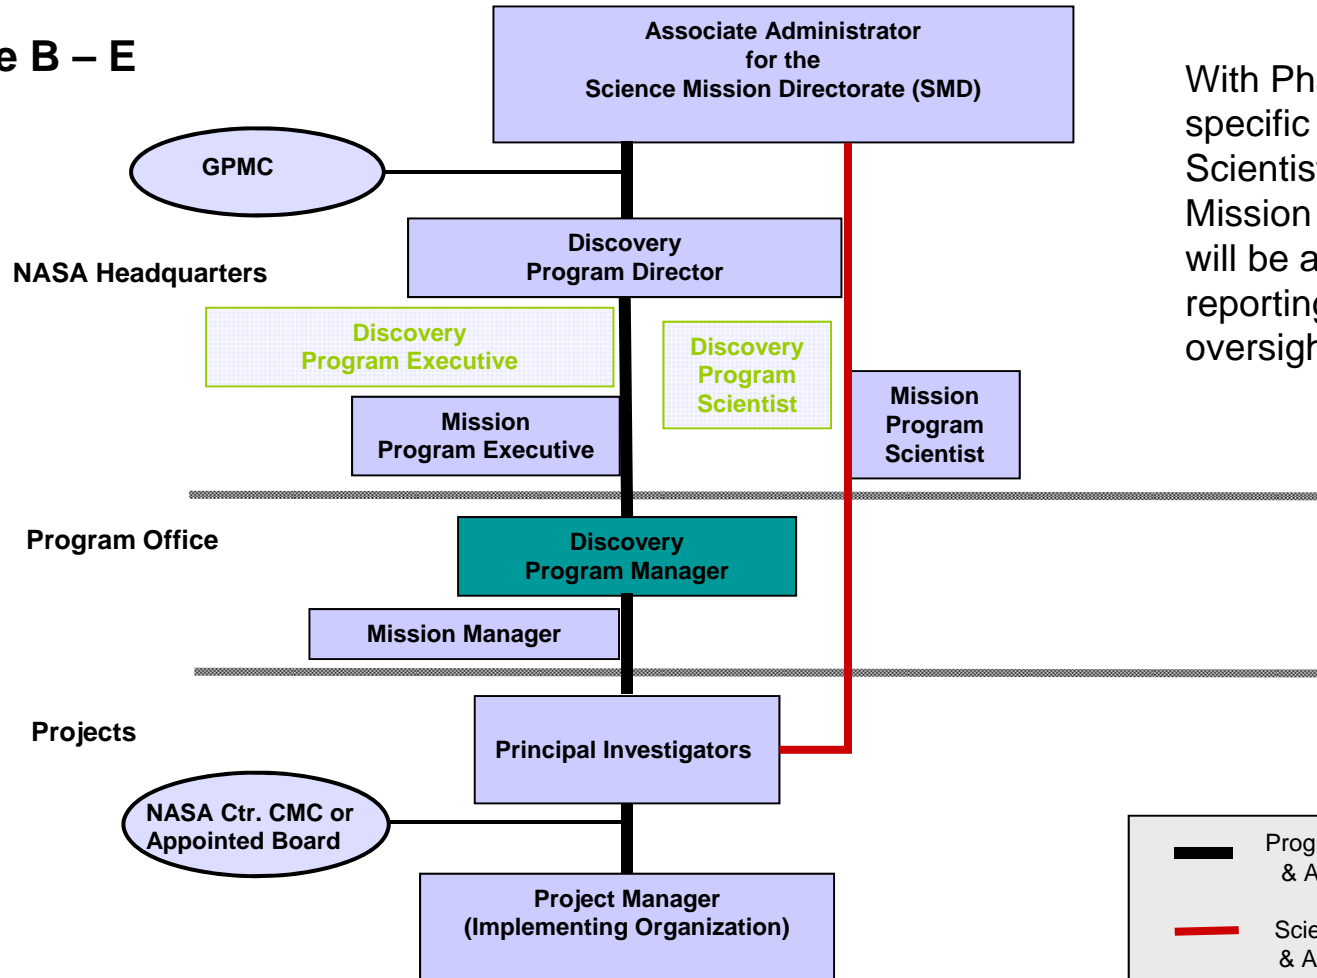 e B – E
Associate Administrator
for the
Science Mission Directorate (SMD)
With Ph
specific
Scientis
Mission
will be a
reporting
oversigh
GPMC
Discovery
Program Director
NASA Headquarters
Discovery
Program Executive
Discovery
Program
Scientist
Mission
Program Executive
Mission
Program
Scientist
Program Office
Discovery
Program Manager
Mission Manager
Projects
Principal Investigators
NASA Ctr. CMC or
Appointed Board
Project Manager
(Implementing Organization)
Prog
& A
Scie
& A